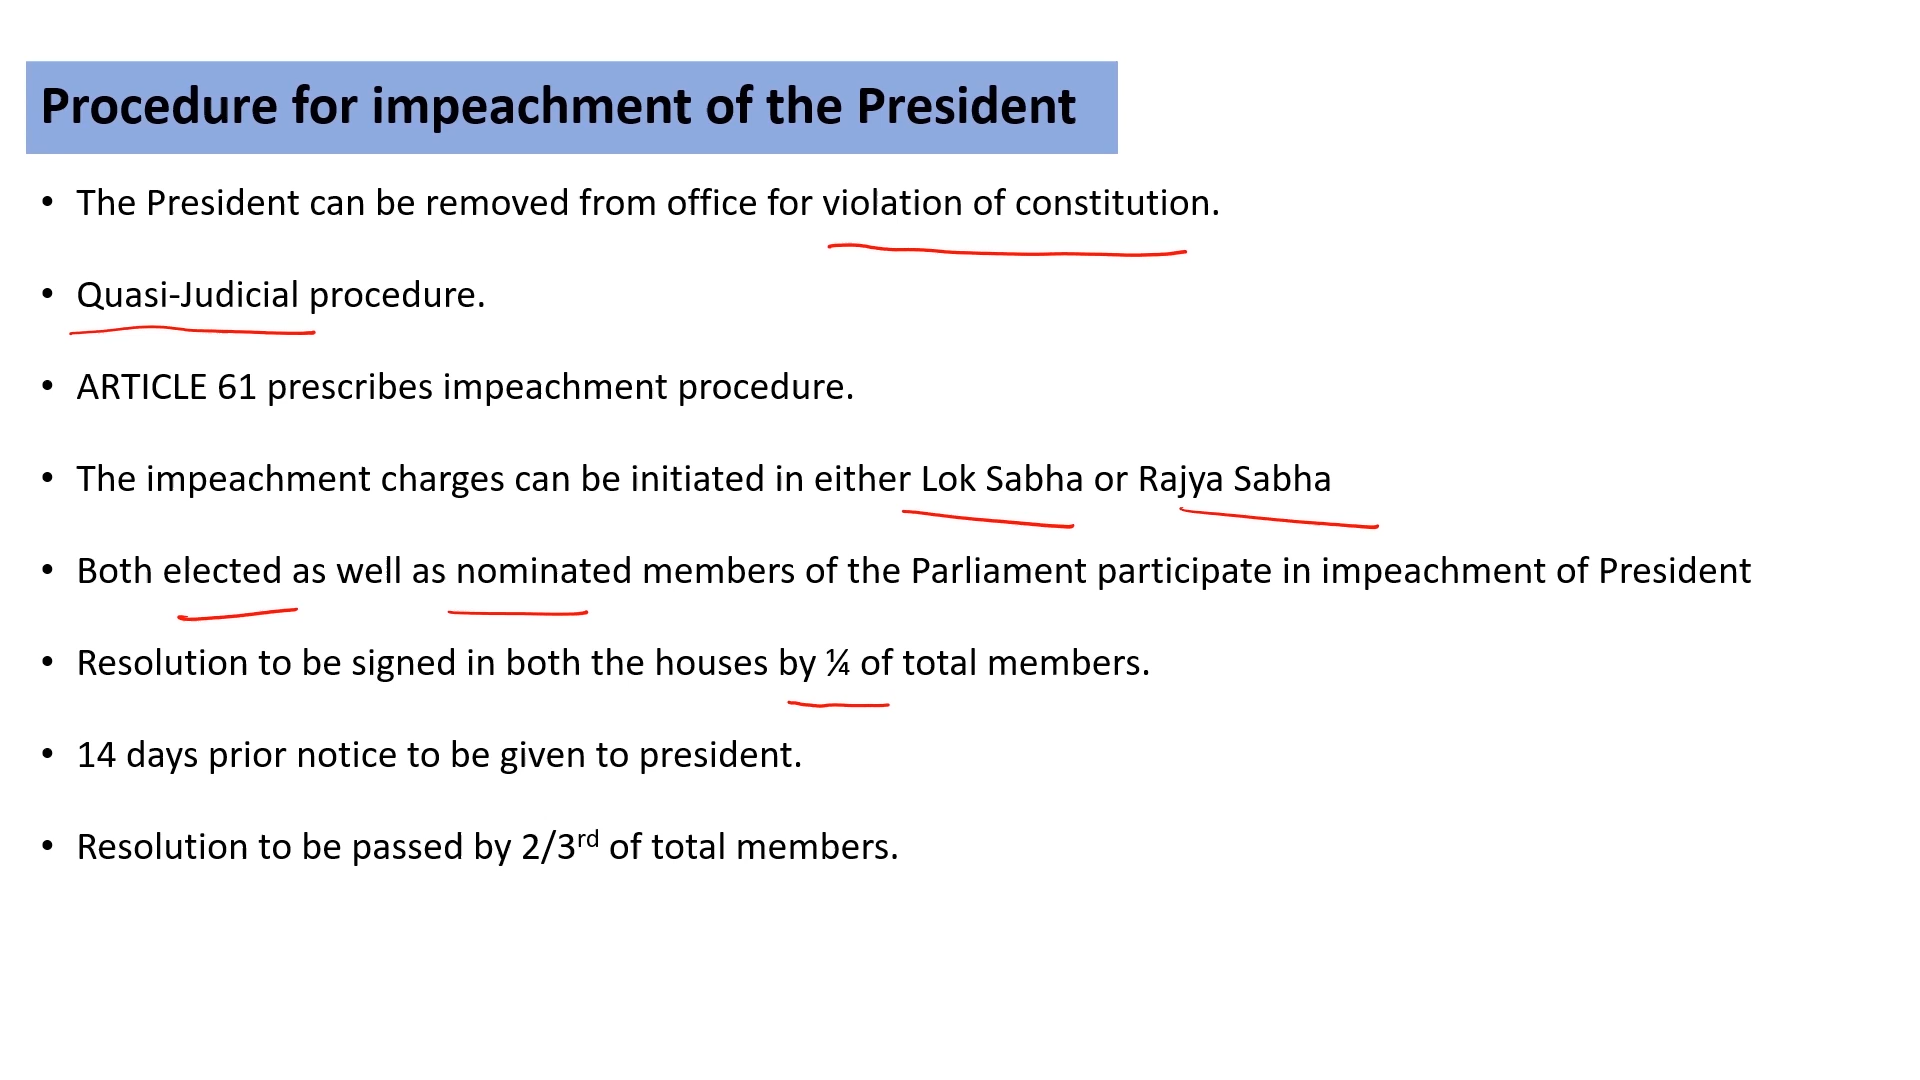 Procedure for impeachment of the President
• The President can be removed from office for violation of constitution.
• Quasi-Judicial procedure.
• ARTICLE 61 prescribes impeachment procedure.
• The impeachment charges can be initiated in either Lok Sabha or Rajya Sabha
• Both elected as well as nominated members of the Parliament participate in impeachment of President
• Resolution to be signed in both the houses by ¼ of total members.
• 14 days prior notice to be given to president.
• Resolution to be passed by 2/3rd of total members.